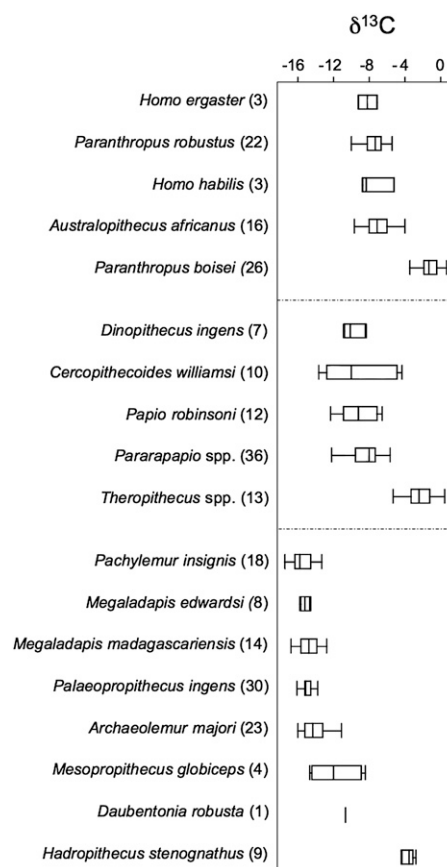 δ¹³C
-16 -12 -8 -4 0
Homo ergaster (3)
Paranthropus robustus (22)
Homo habilis (3)
Australopithecus africanus (16)
Paranthropus boisei (26)
Dinopithecus ingens (7)
Cercopithecoides williamsi (10)
Papio robinsoni (12)
Pararapapio spp. (36)
Theropithecus spp. (13)
Pachylemur insignis (18)
Megaladapis edwardsi (8)
Megaladapis madagascariensis (14)
Palaeopropithecus ingens (30)
Archaeolemur majori (23)
Mesopropithecus globiceps (4)
Daubentonia robusta (1)
Hadropithecus stenognathus (9)